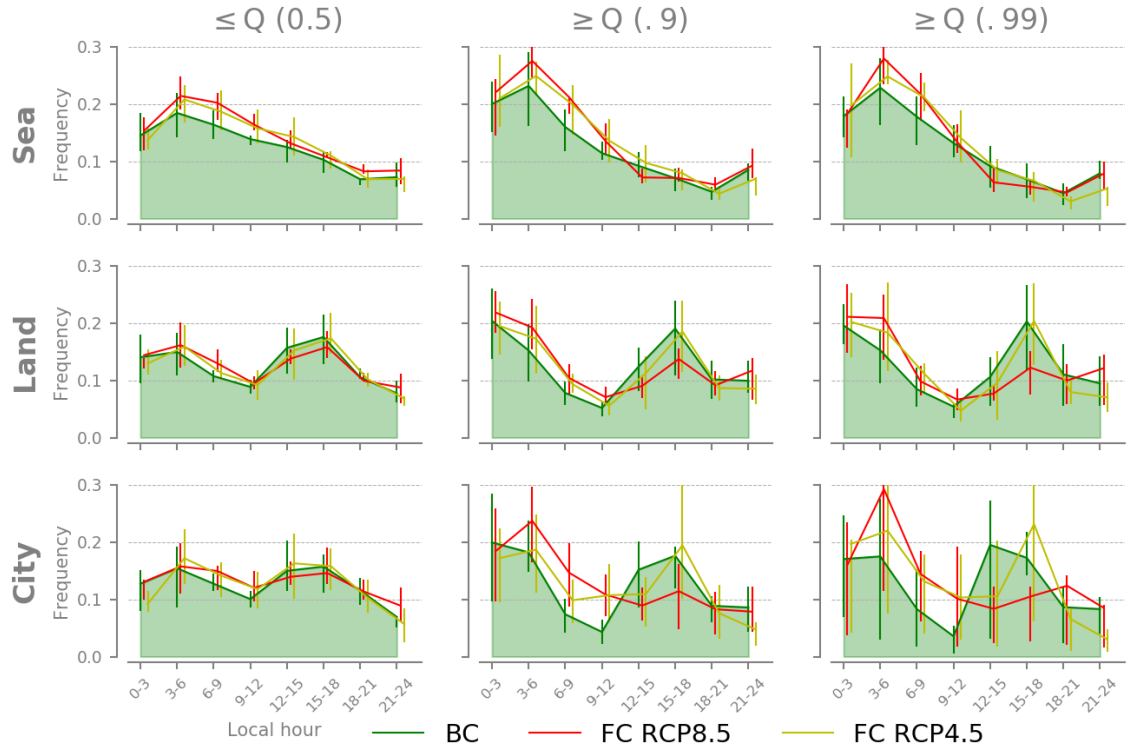 ≤ Q (0.5) ≥ Q (.9) ≥ Q (.99)
Sea
Frequency
0.3
0.2
0.1
0.0
Land
Frequency
0.3
0.2
0.1
0.0
City
Frequency
0.3
0.2
0.1
0.0
0-3 3-6 6-9 9-12 12-15 15-18 18-21 21-24 0-3 3-6 6-9 9-12 12-15 15-18 18-21 21-24 0-3 3-6 6-9 9-12 12-15 15-18 18-21 21-24
Local hour
BC FC RCP8.5 FC RCP4.5